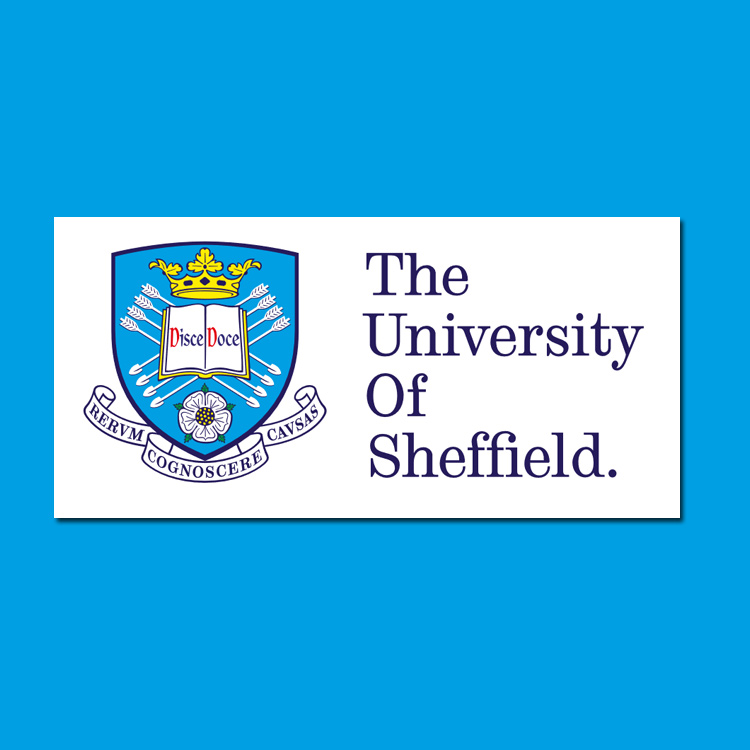 Disce Doce
RERVM COGNOSCERE CAVSAS
The
University
Of
Sheffield.